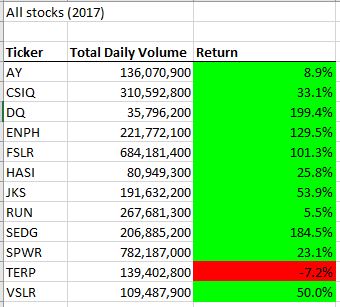 All stocks (2017)
Ticker Total Daily Volume Return
AY 136,070,900 8.9%
CSIQ 310,592,800 33.1%
DQ 35,796,200 199.4%
ENPH 221,772,100 129.5%
FSLR 684,181,400 101.3%
HASI 80,949,300 25.8%
JKS 191,632,200 53.9%
RUN 267,681,300 5.5%
SEDG 206,885,200 184.5%
SPWR 782,187,000 23.1%
TERP 139,402,800 -7.2%
VSLR 109,487,900 50.0%